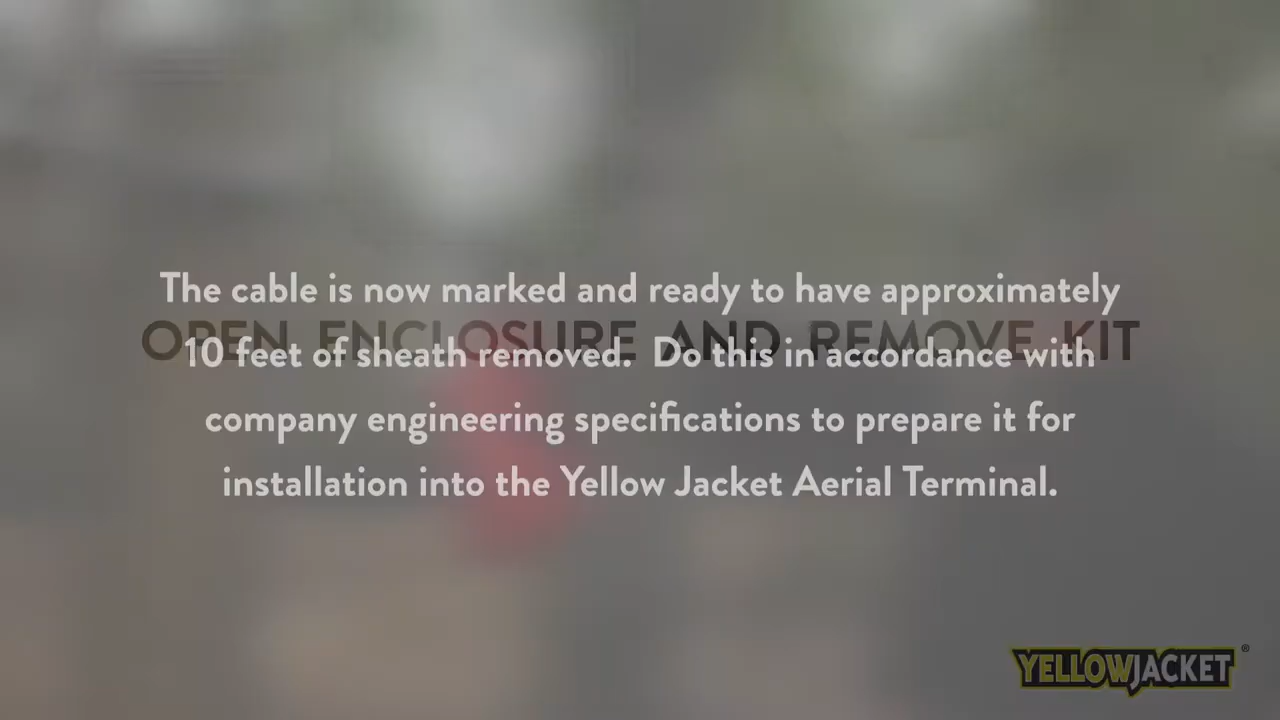 The cable is now marked and ready to have approximately
OPEN ENCLOSURE AND REMOVE KIT
10 feet of sheath removed.  Do this in accordance with
company engineering specifications to prepare it for
installation into the Yellow Jacket Aerial Terminal.
YELLOWJACKET®